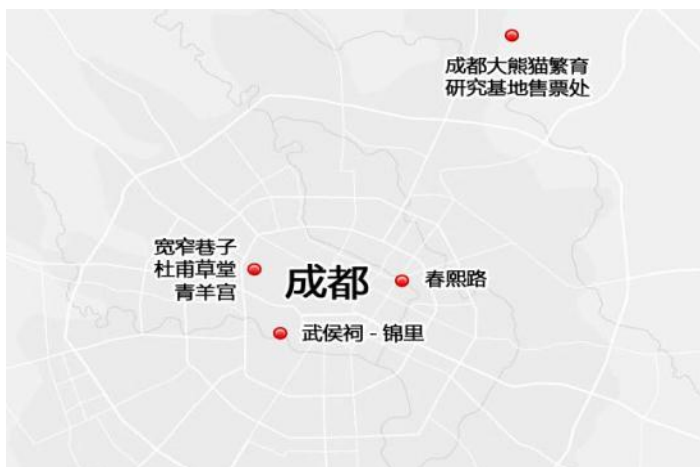 成都大熊猫繁育
研究基地售票处
宽窄巷子
杜甫草堂
青羊宫
成都
春熙路
武侯祠 - 锦里